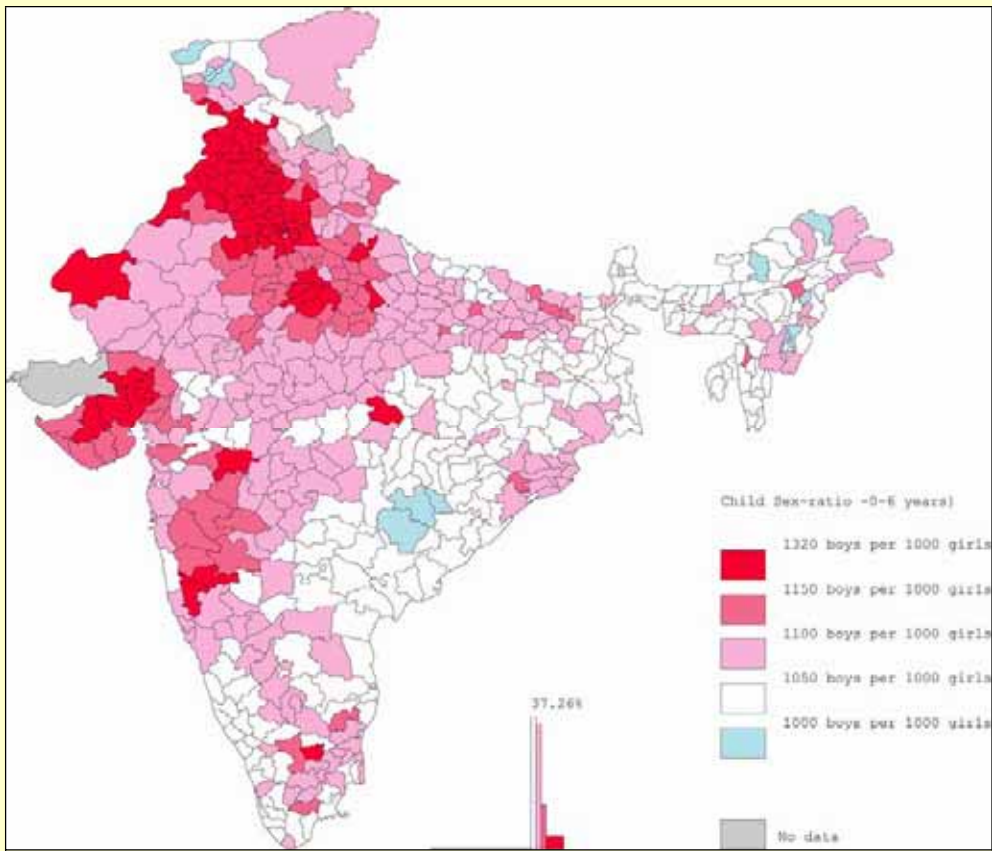 Child Sex-ratio -0-6 years)
1320 boys per 1000 girls
1150 boys per 1000 girls
1100 boys per 1000 girls
1050 boys per 1000 girls
1000 boys per 1000 girls
37.26%
No data